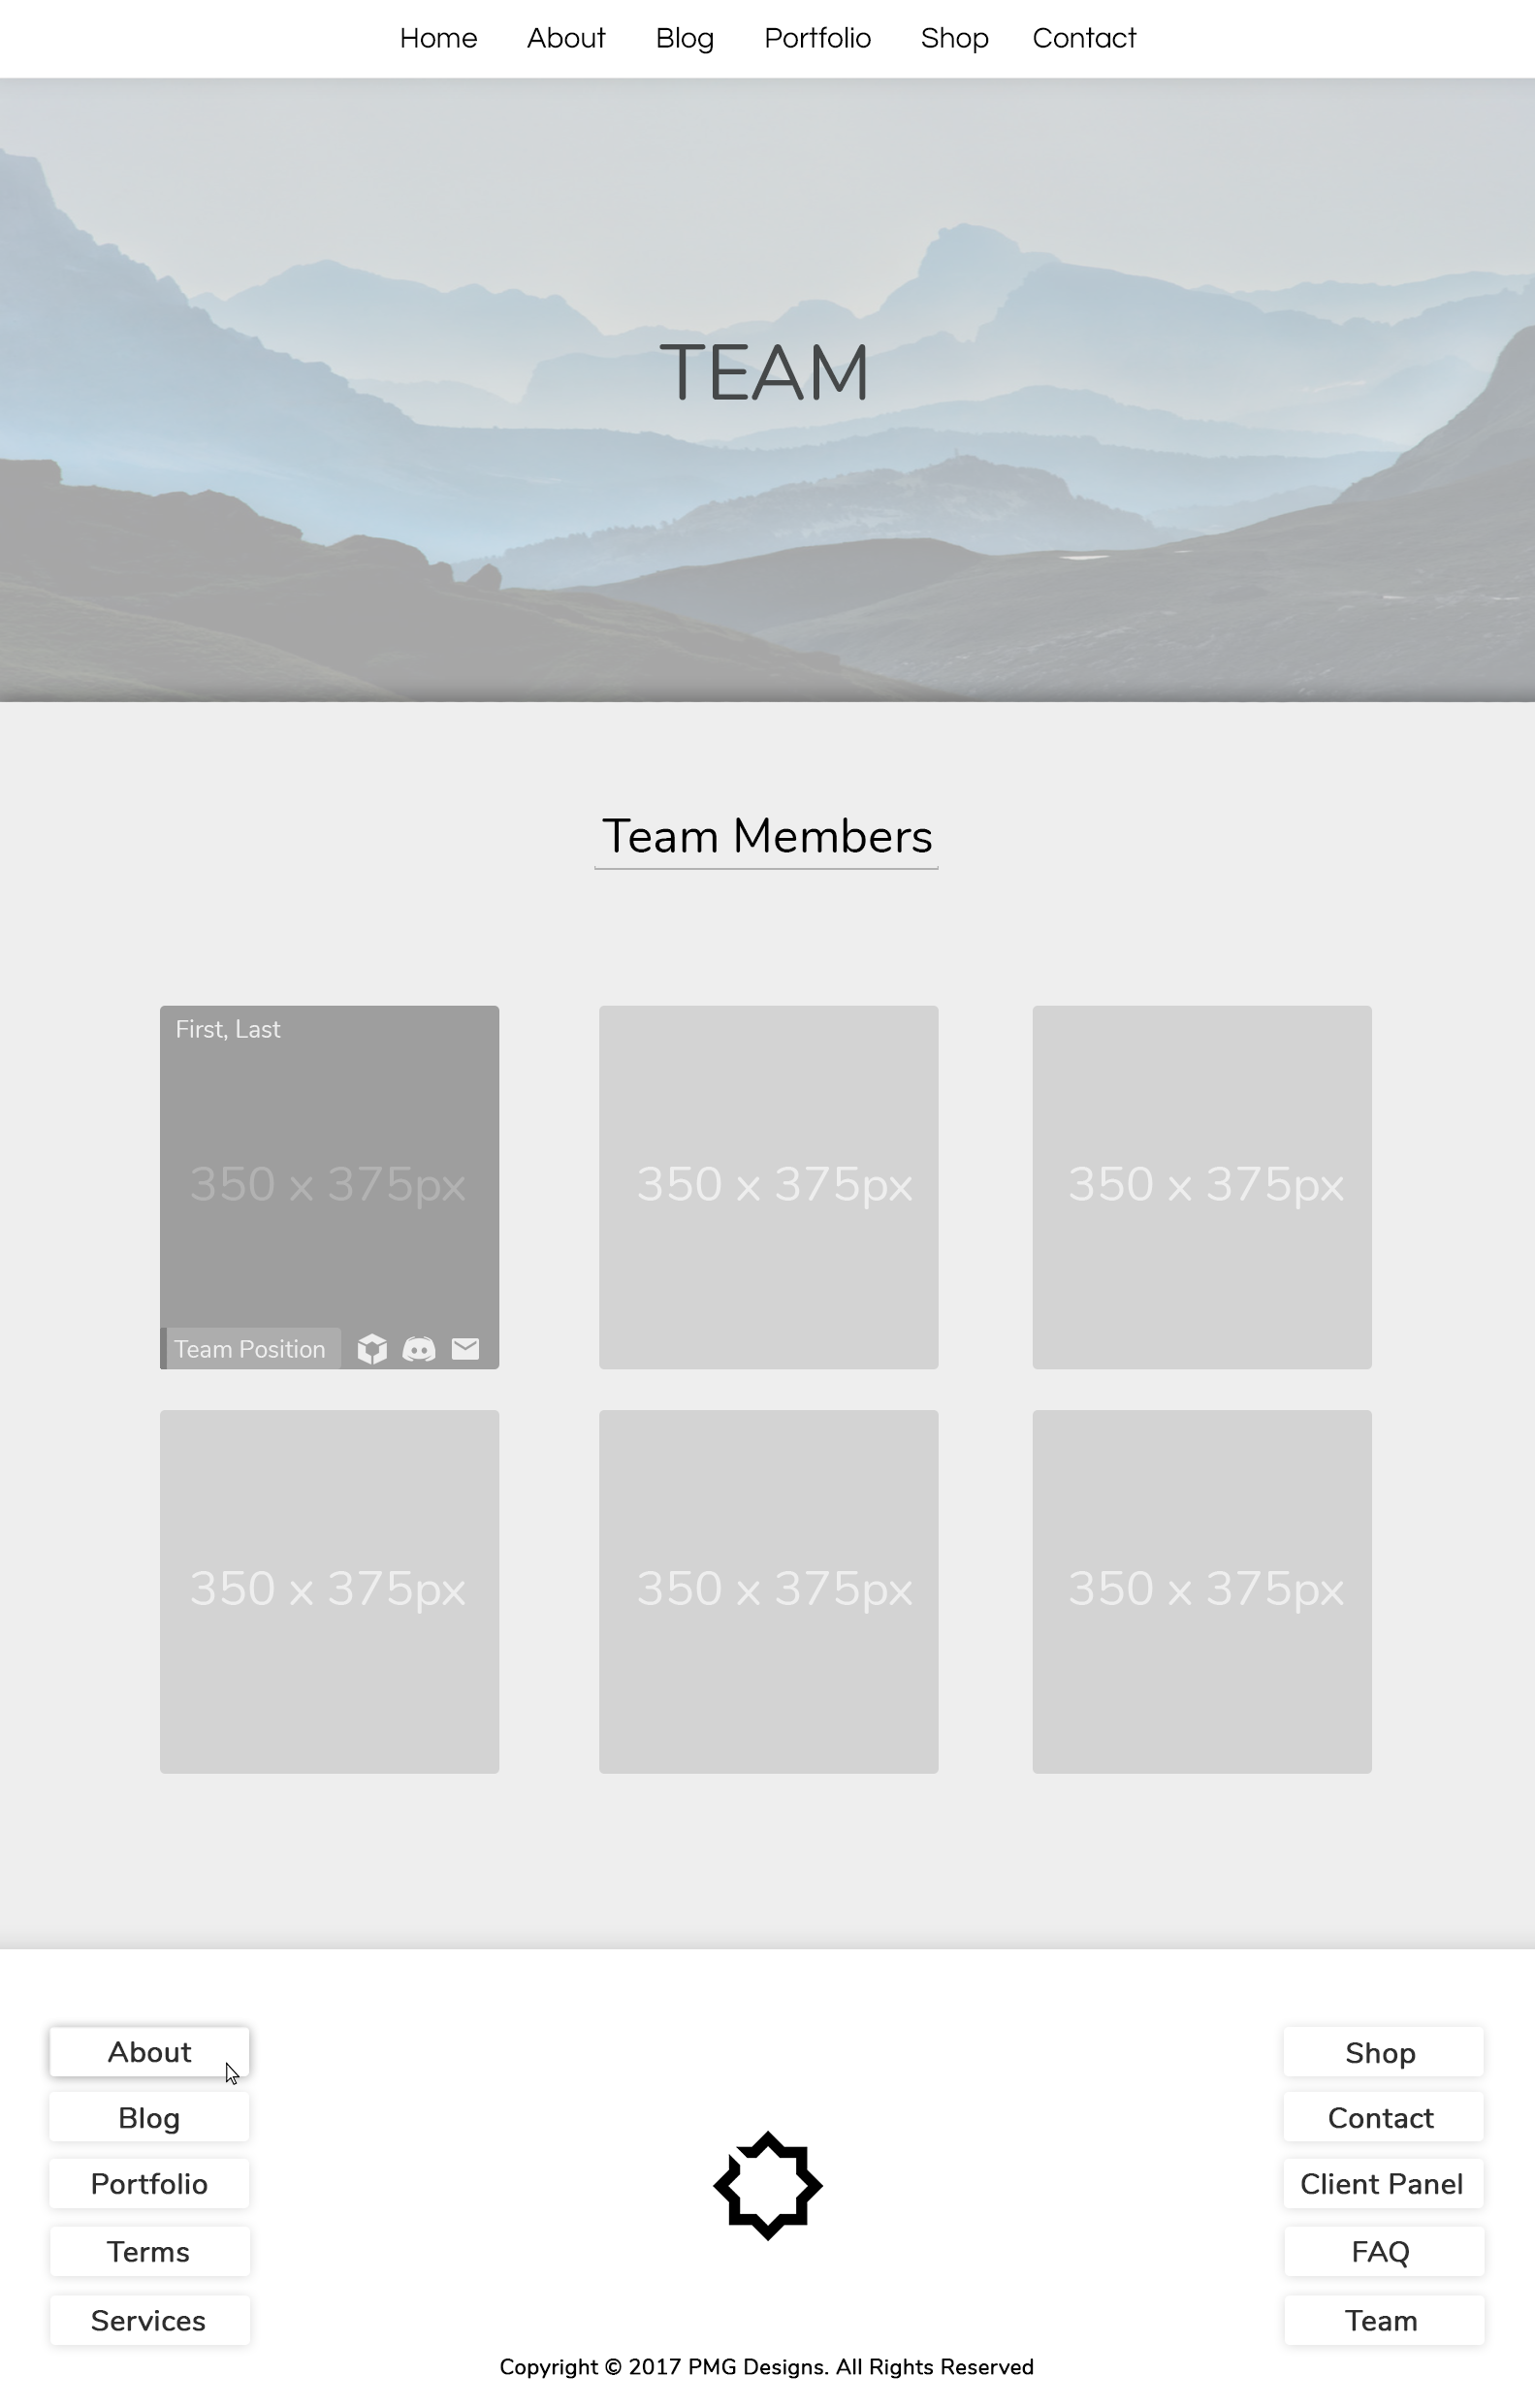 Home About Blog Portfolio Shop Contact
TEAM
Team Members
First, Last
350 x 375px 350 x 375px 350 x 375px
Team Position
350 x 375px 350 x 375px 350 x 375px
About
Blog
Portfolio
Terms
Services
Shop
Contact
Client Panel
FAQ
Team
Copyright © 2017 PMG Designs. All Rights Reserved